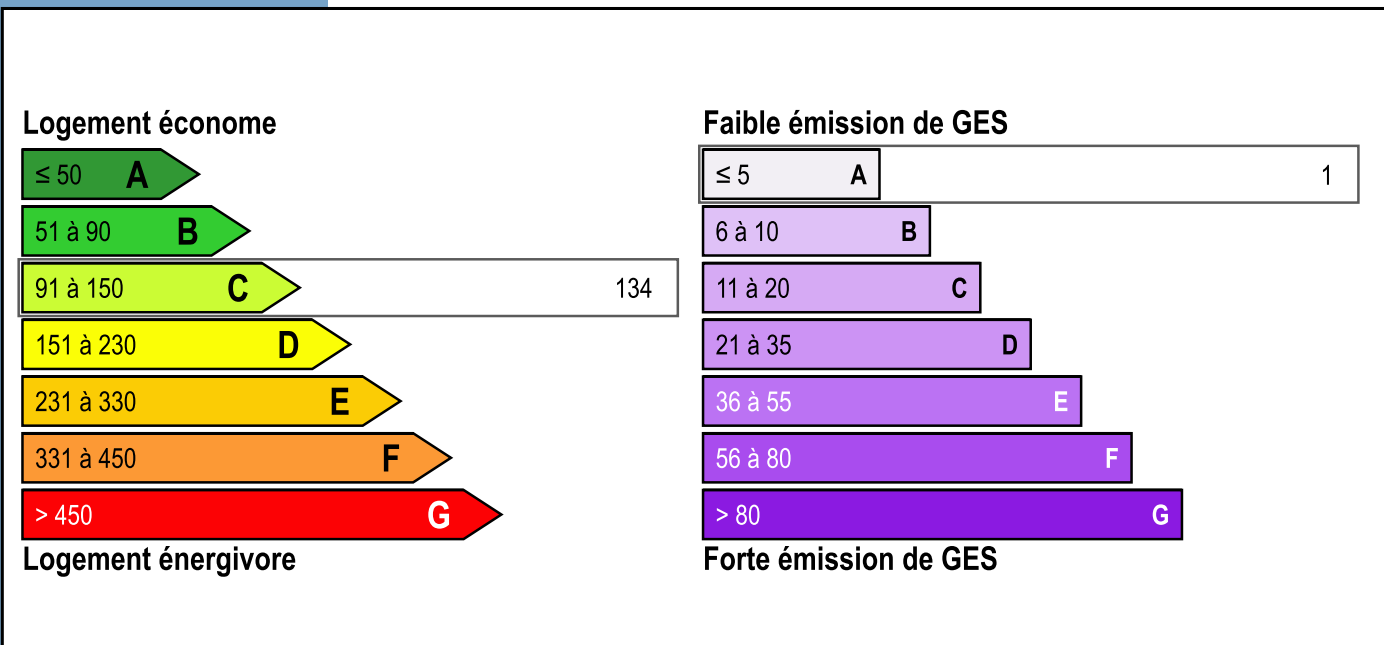 Logement économe
≤ 50 A
51 à 90 B
91 à 150 C 134
151 à 230 D
231 à 330 E
331 à 450 F
> 450 G
Logement énergivore
Faible émission de GES
≤ 5 A 1
6 à 10 B
11 à 20 C
21 à 35 D
36 à 55 E
56 à 80 F
> 80 G
Forte émission de GES